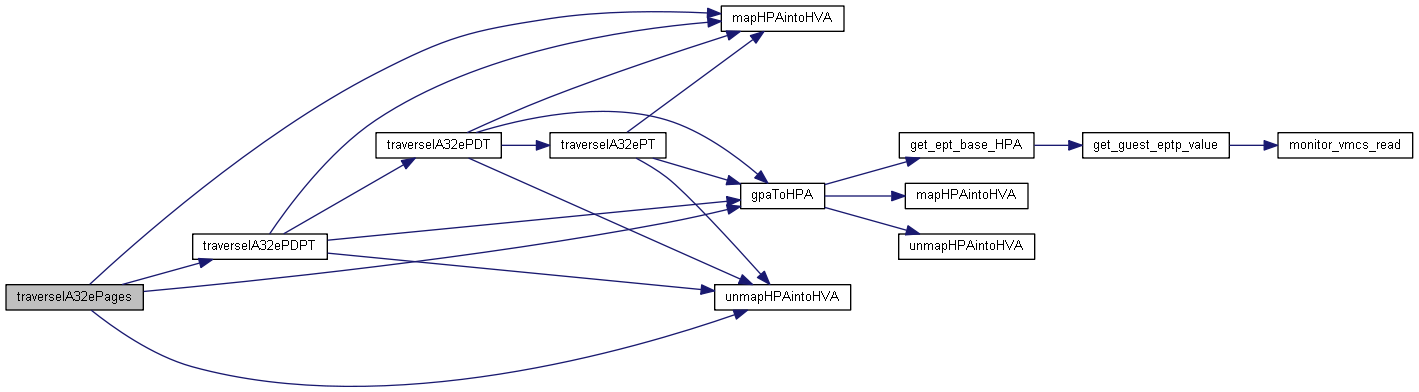 mapHPAintoHVA
traverseIA32ePDT
traverseIA32ePT
get_ept_base_HPA
get_guest_eptp_value
monitor_vmcs_read
gpaToHPA
mapHPAintoHVA
traverseIA32ePDPT
unmapHPAintoHVA
traverseIA32ePages
unmapHPAintoHVA